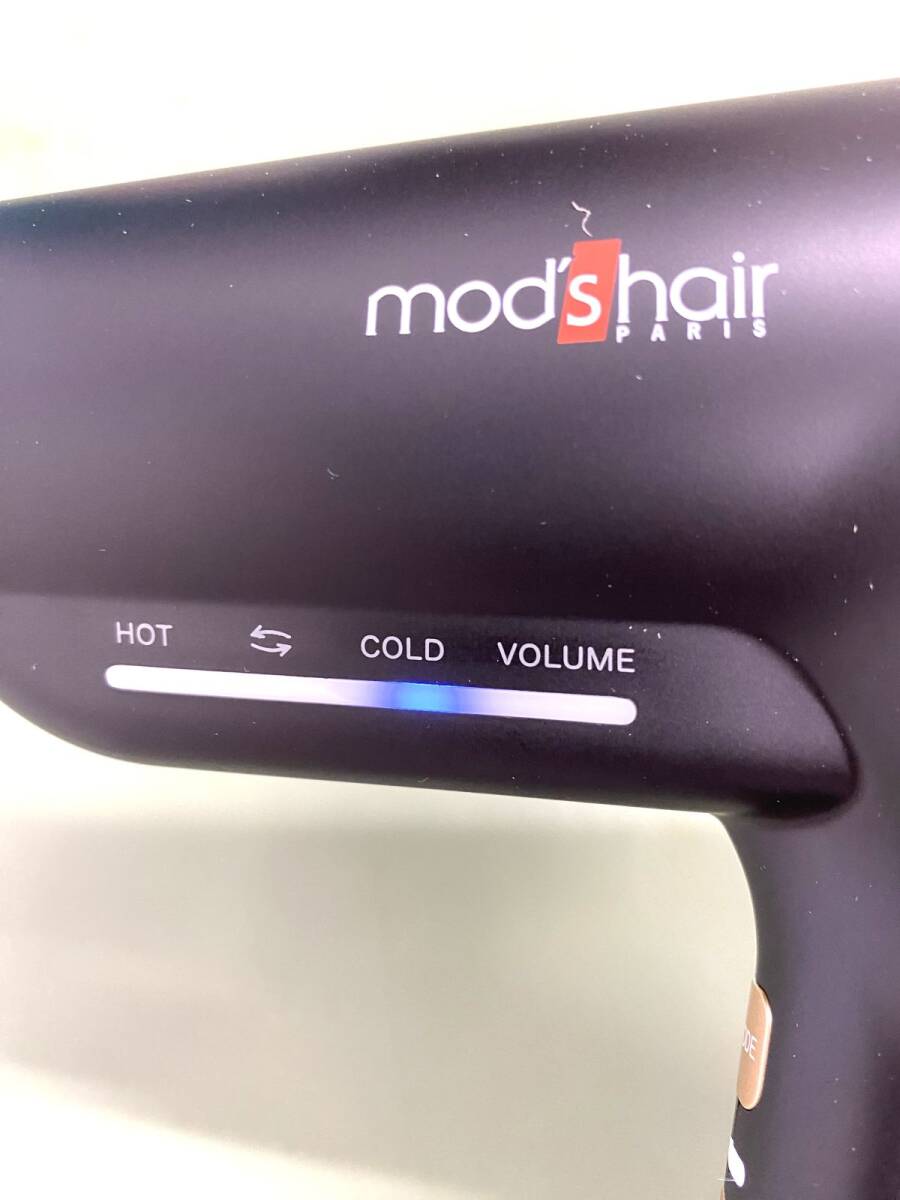 mod's hair
PARIS
HOT ⇆ COLD VOLUME